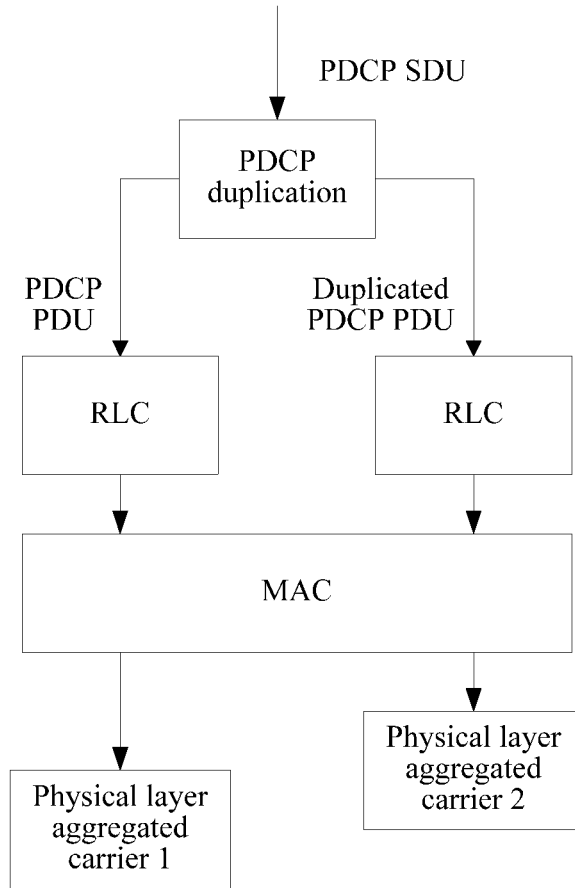 PDCP SDU
PDCP
duplication
PDCP
PDU
Duplicated
PDCP PDU
RLC
RLC
MAC
Physical layer
aggregated
carrier 2
Physical layer
aggregated
carrier 1